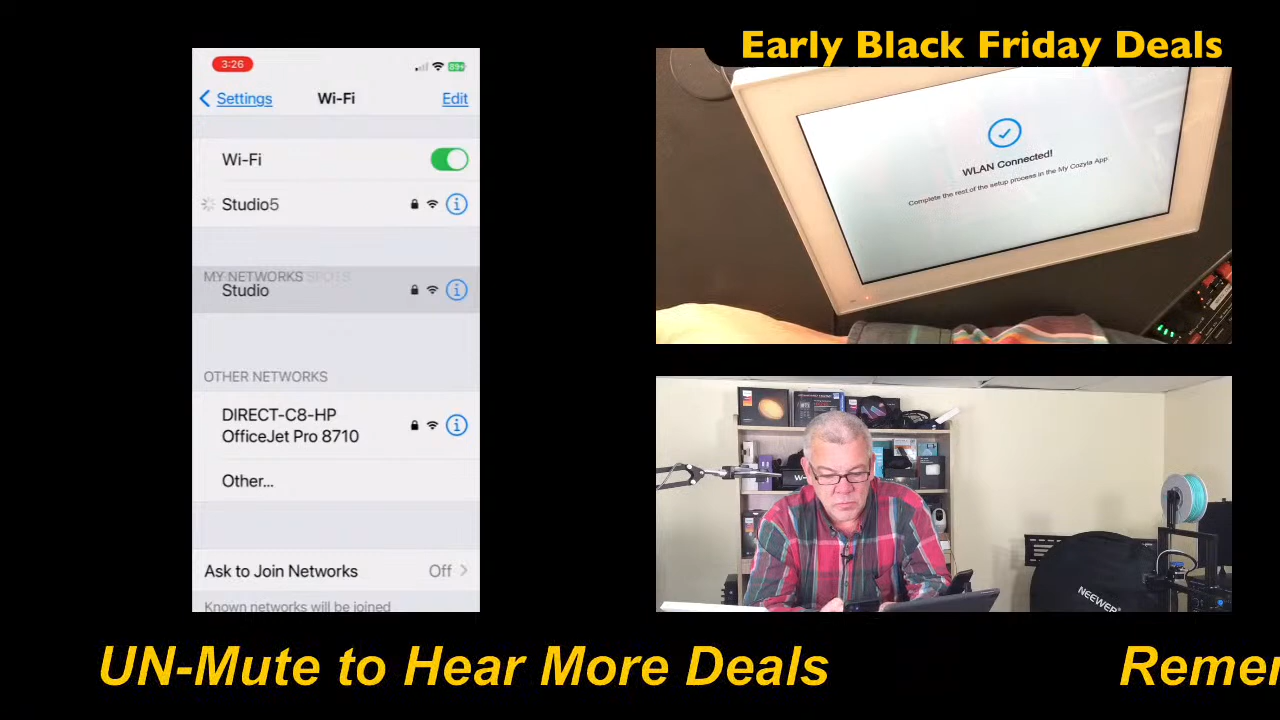 Early Black Friday Deals
3:26
89+
Settings
Wi-Fi
Edit
Wi-Fi
Studio5
MY NETWORKS
Studio
OTHER NETWORKS
DIRECT-C8-HP
OfficeJet Pro 8710
Other...
Ask to Join Networks
Off
Known networks will be joined
WLAN Connected!
Complete the rest of the setup process in the My Cozyla App.
NEEWER
UN-Mute to Hear More Deals